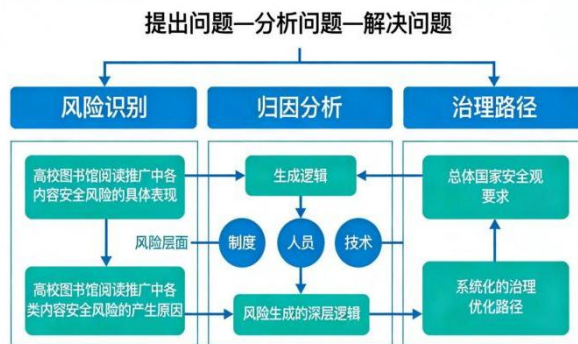 提出问题—分析问题—解决问题
风险识别
归因分析
治理路径
高校图书馆阅读推广中各
内容安全风险的具体表现
生成逻辑
总体国家安全观
要求
风险层面
制度
人员
技术
高校图书馆阅读推广中各
类内容安全风险的产生原因
风险生成的深层逻辑
系统化的治理
优化路径